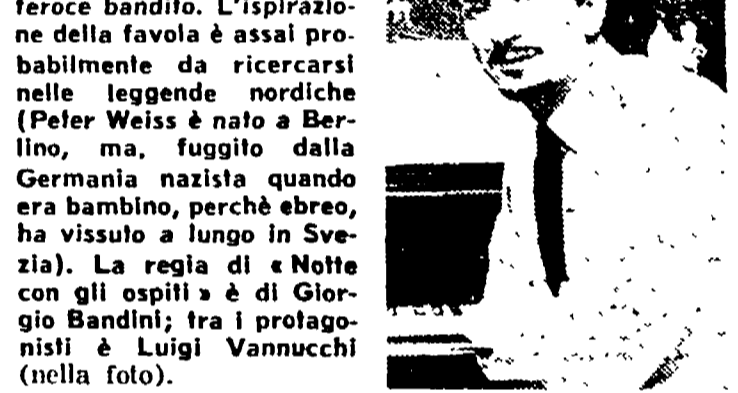 feroce bandito. L'ispirazio-
ne della favola è assai pro-
babilmente da ricercarsi
nelle leggende nordiche
(Peter Weiss è nato a Ber-
lino, ma, fuggito dalla
Germania nazista quando
era bambino, perchè ebreo,
ha vissuto a lungo in Sve-
zia). La regia di « Notte
con gli ospiti » è di Gior-
gio Bandini; tra i protago-
nisti è Luigi Vannucchi
(nella foto).